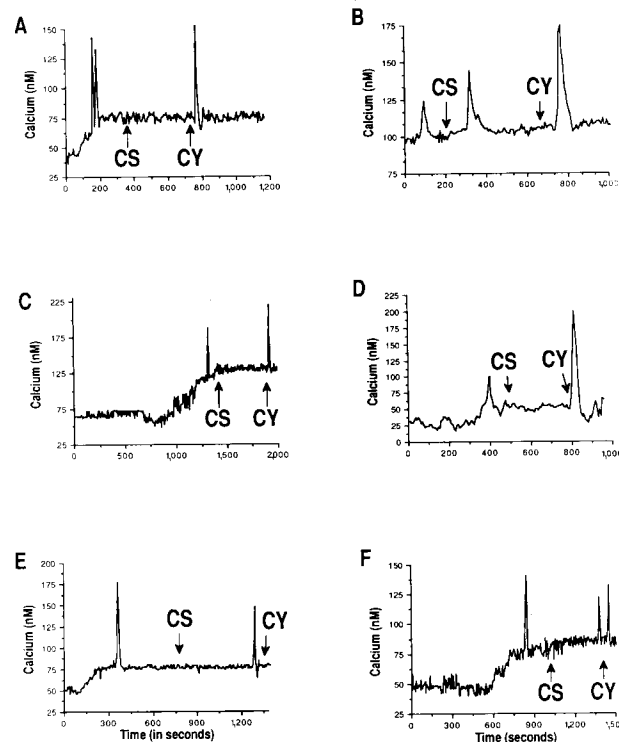 A
Calcium (nM)
150
125
100
75
50
25
CS
CY
0 200 400 600 800 1,000 1,200
B
Calcium (nM)
175
150
125
100
75
CS
CY
0 200 400 600 800 1,000
C
Calcium (nM)
225
175
125
75
25
CS
CY
0 500 1,000 1,500 2,000
D
Calcium (nM)
225
200
175
150
125
100
75
50
25
0
CS
CY
0 200 400 600 800 1,000
E
Calcium (nM)
200
175
150
125
100
75
50
25
CS
CY
0 300 600 900 1,200
Time (in seconds)
F
Calcium (nM)
150
125
100
75
50
25
CS
CY
0 300 600 900 1,200 1,500
Time (seconds)